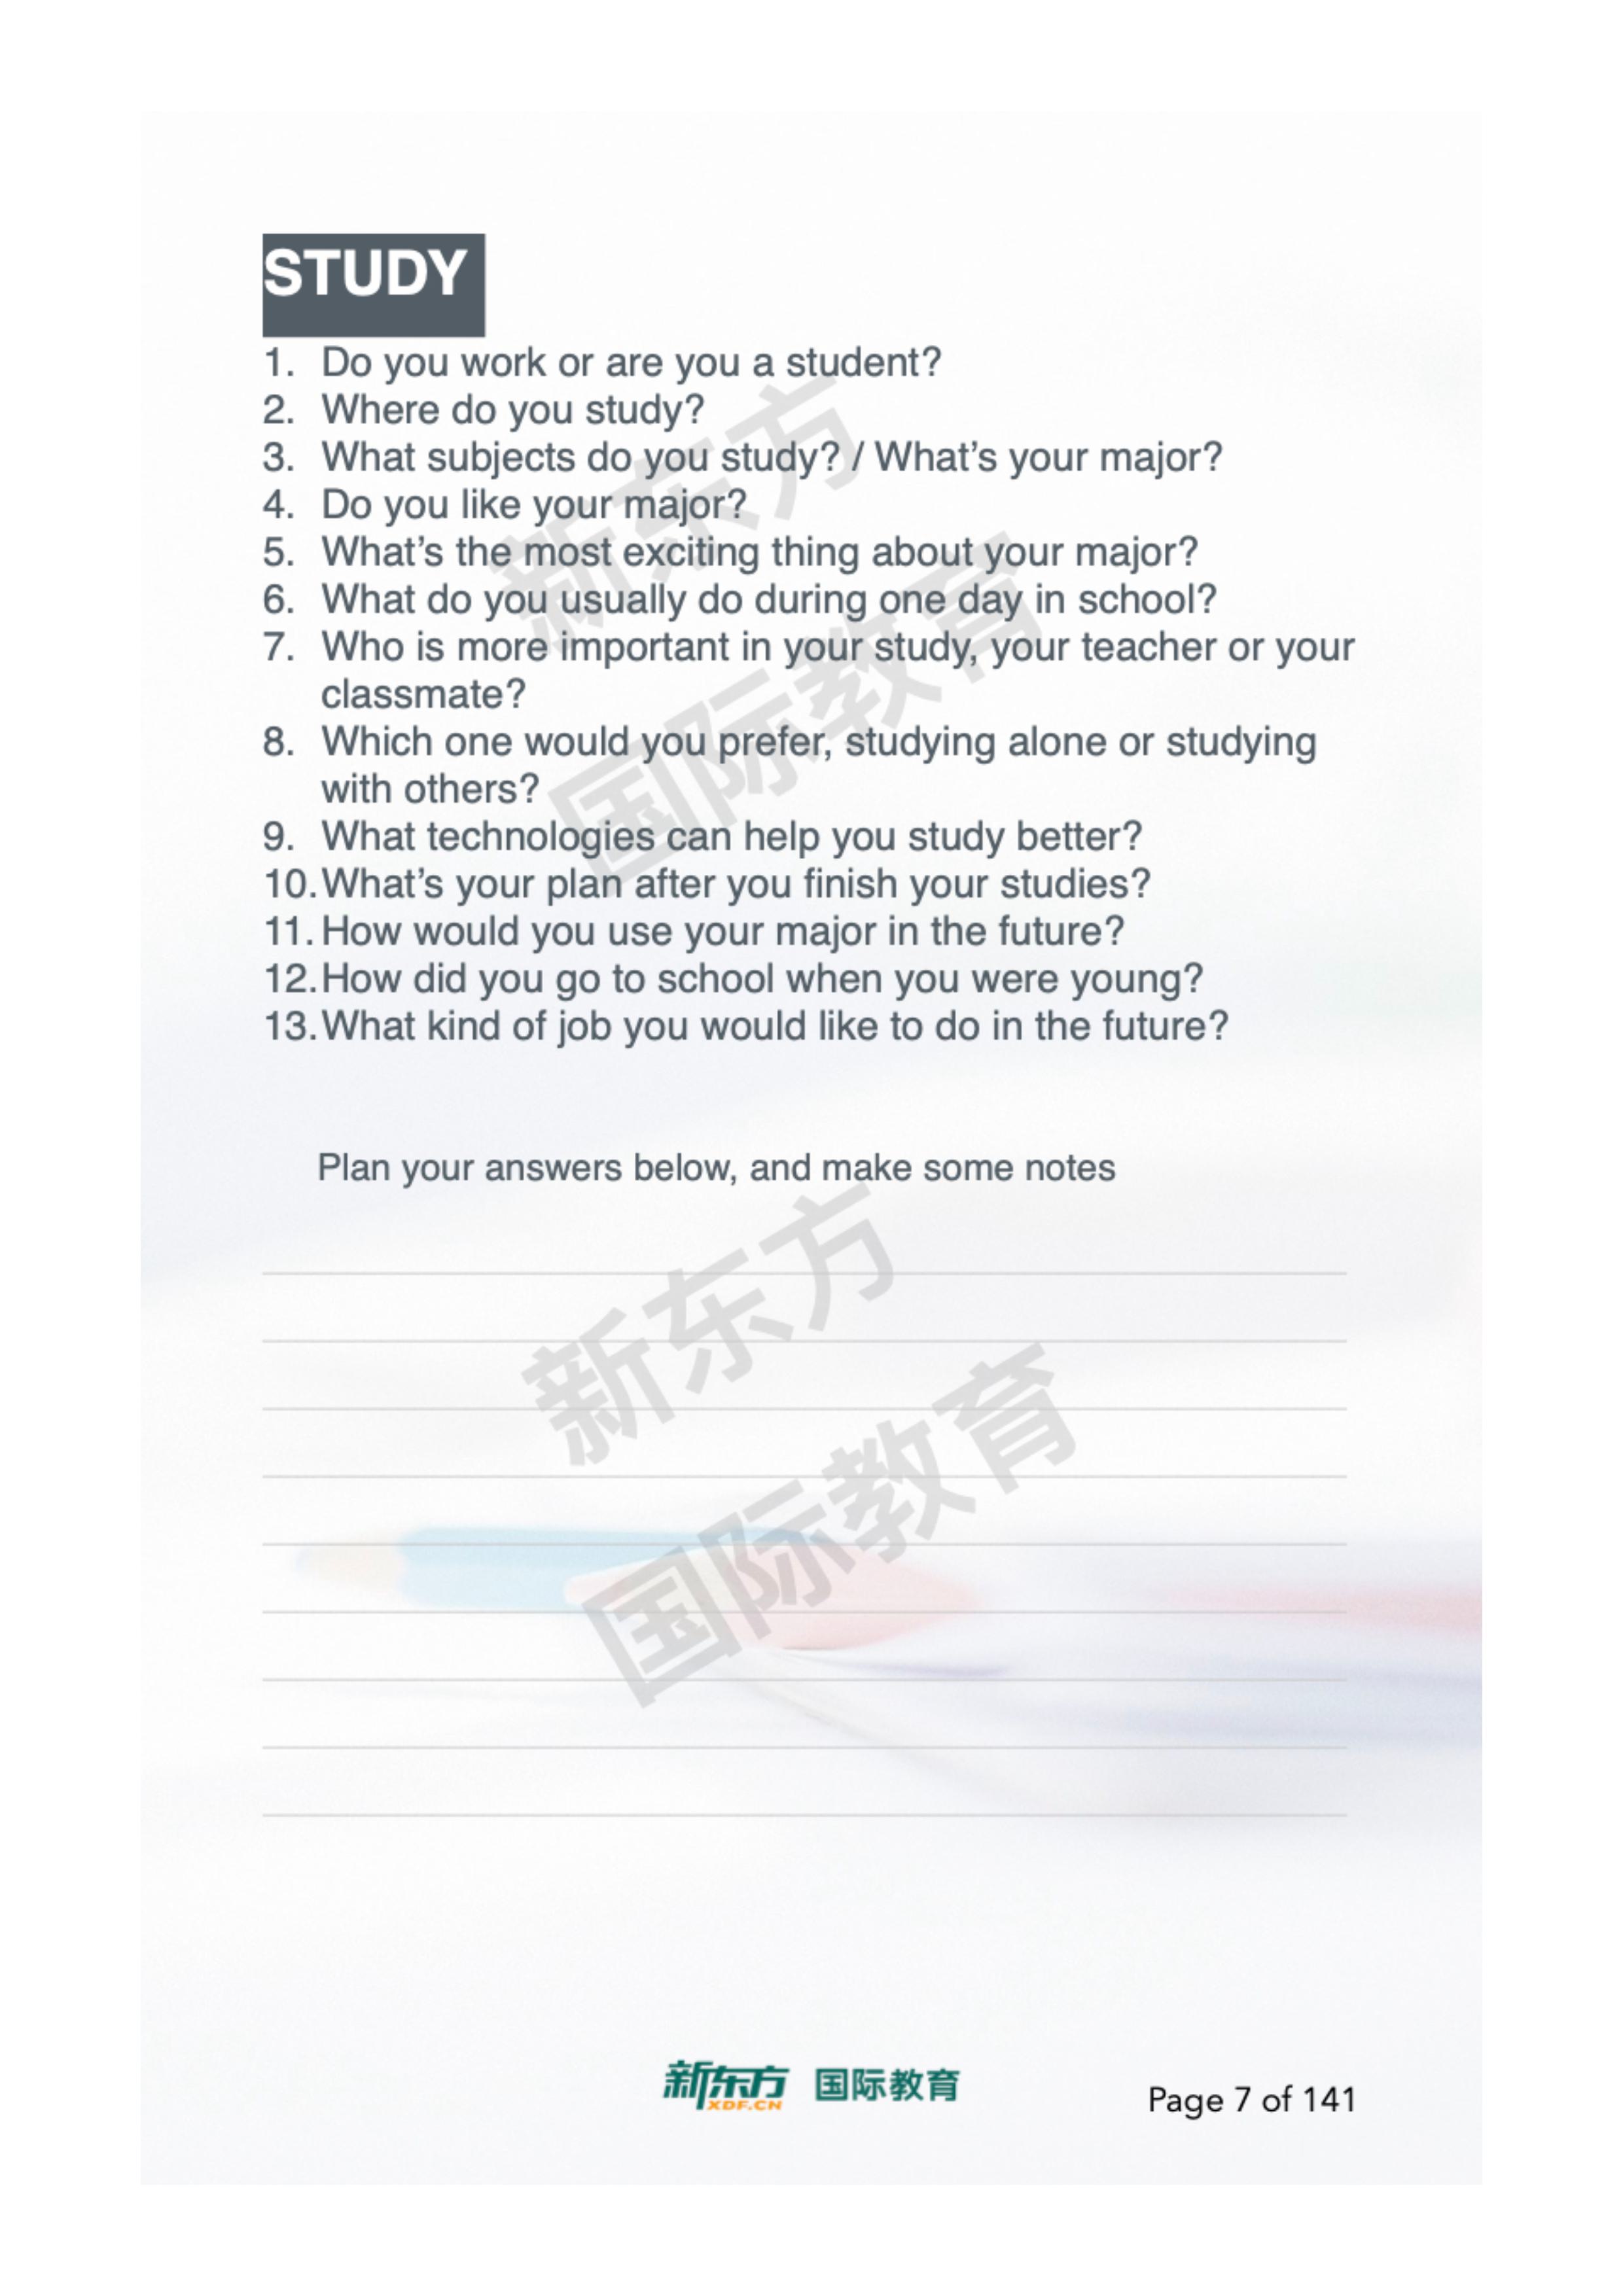 STUDY
1. Do you work or are you a student?
2. Where do you study?
3. What subjects do you study? / What's your major?
4. Do you like your major?
5. What's the most exciting thing about your major?
6. What do you usually do during one day in school?
7. Who is more important in your study, your teacher or your
classmate?
8. Which one would you prefer, studying alone or studying
with others?
9. What technologies can help you study better?
10. What's your plan after you finish your studies?
11. How would you use your major in the future?
12. How did you go to school when you were young?
13. What kind of job you would like to do in the future?
新东方
国际教育
Plan your answers below, and make some notes
新东方
国际教育
新东方 国际教育
XDF.CN
Page 7 of 141